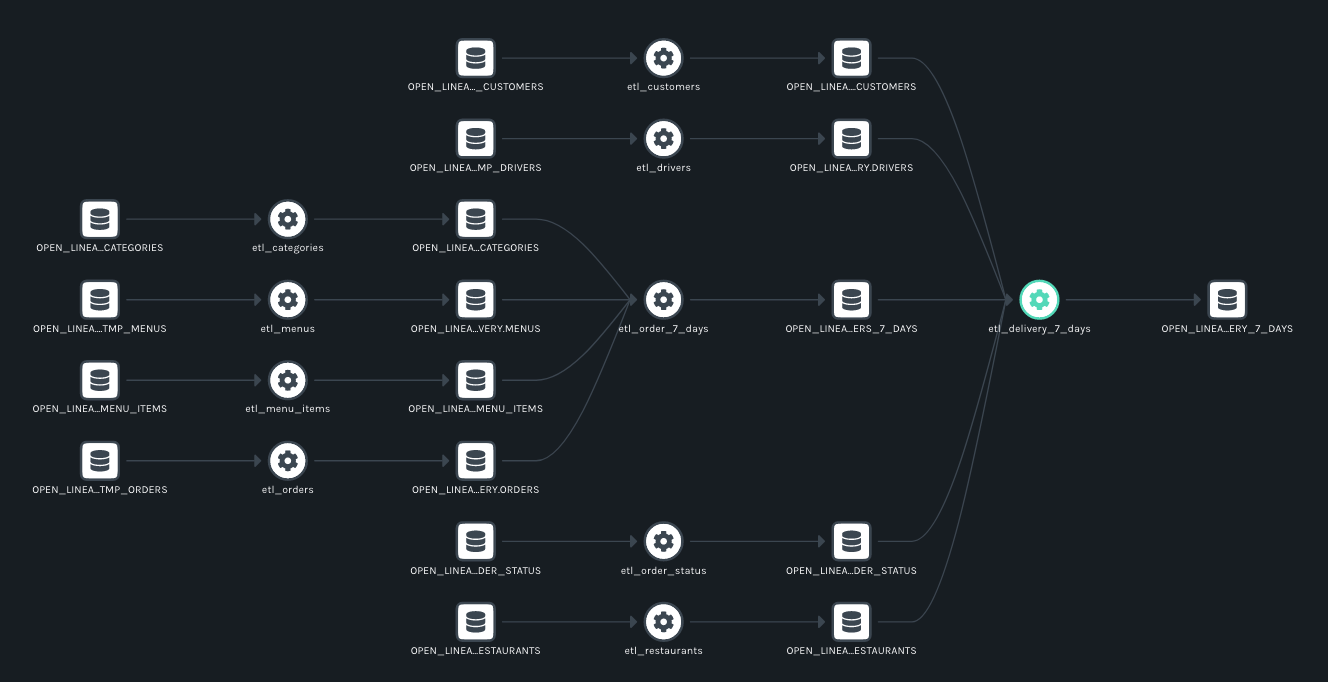 OPEN_LINEA..._CUSTOMERS
etl_customers
OPEN_LINEA...CUSTOMERS
OPEN_LINEA...MP_DRIVERS
etl_drivers
OPEN_LINEA...RY.DRIVERS
OPEN_LINEA...CATEGORIES
etl_categories
OPEN_LINEA...CATEGORIES
OPEN_LINEA...TMP_MENUS
etl_menus
OPEN_LINEA...VERY.MENUS
etl_order_7_days
OPEN_LINEA...ERS_7_DAYS
etl_delivery_7_days
OPEN_LINEA...ERY_7_DAYS
OPEN_LINEA...MENU_ITEMS
etl_menu_items
OPEN_LINEA...MENU_ITEMS
OPEN_LINEA...TMP_ORDERS
etl_orders
OPEN_LINEA...ERY.ORDERS
OPEN_LINEA...DER_STATUS
etl_order_status
OPEN_LINEA...DER_STATUS
OPEN_LINEA...ESTAURANTS
etl_restaurants
OPEN_LINEA...ESTAURANTS